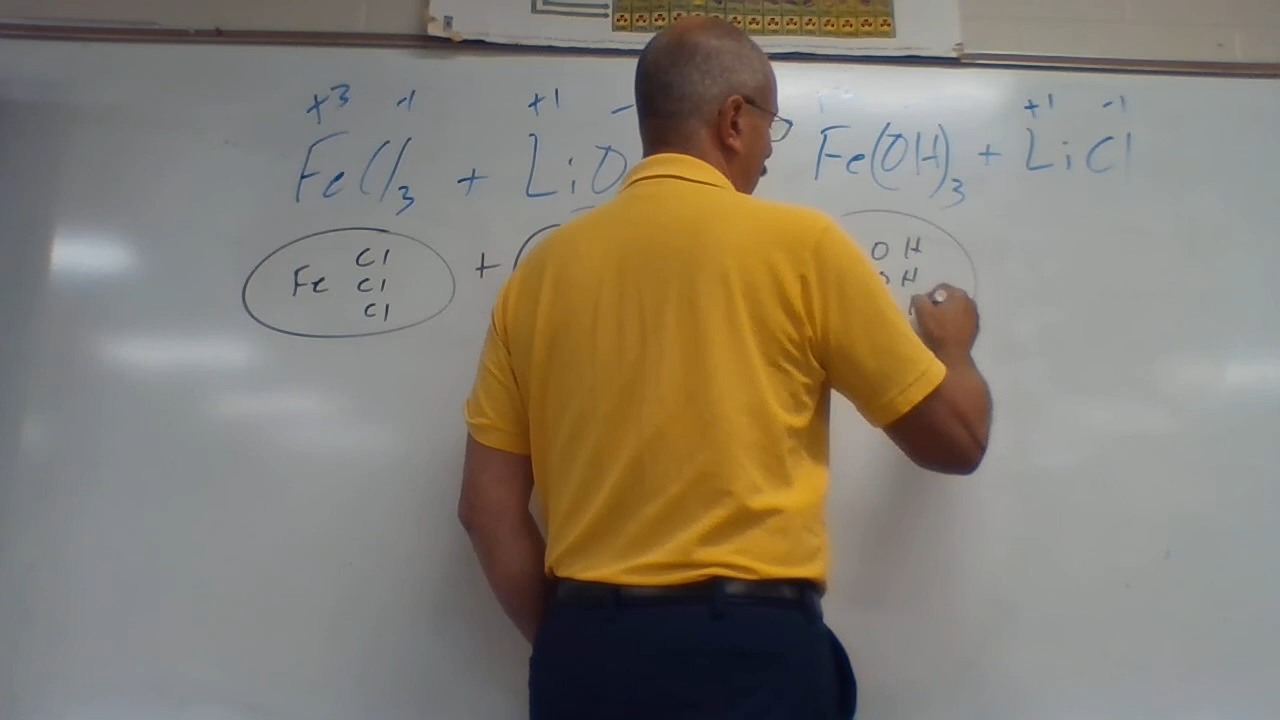 +3 -1 +1 - +1 -1
FeCl3 + LiO Fe(OH)3 + LiCl
Cl OH
Fe Cl + OH
Cl